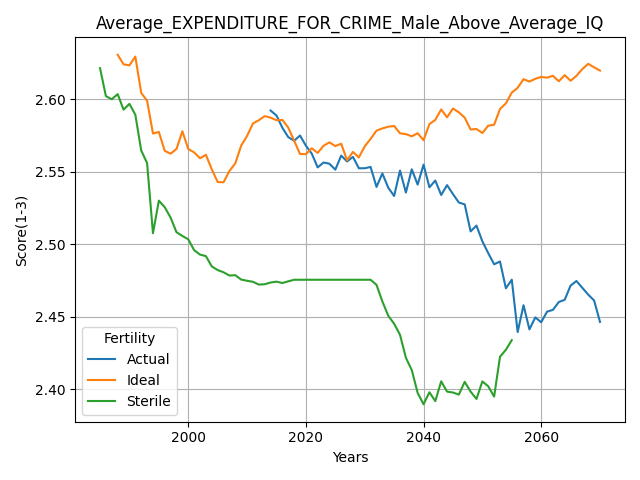 Average_EXPENDITURE_FOR_CRIME_Male_Above_Average_IQ
Score(1-3)
2.60
2.55
2.50
2.45
2.40
Fertility
Actual
Ideal
Sterile
2000 2020 2040 2060
Years